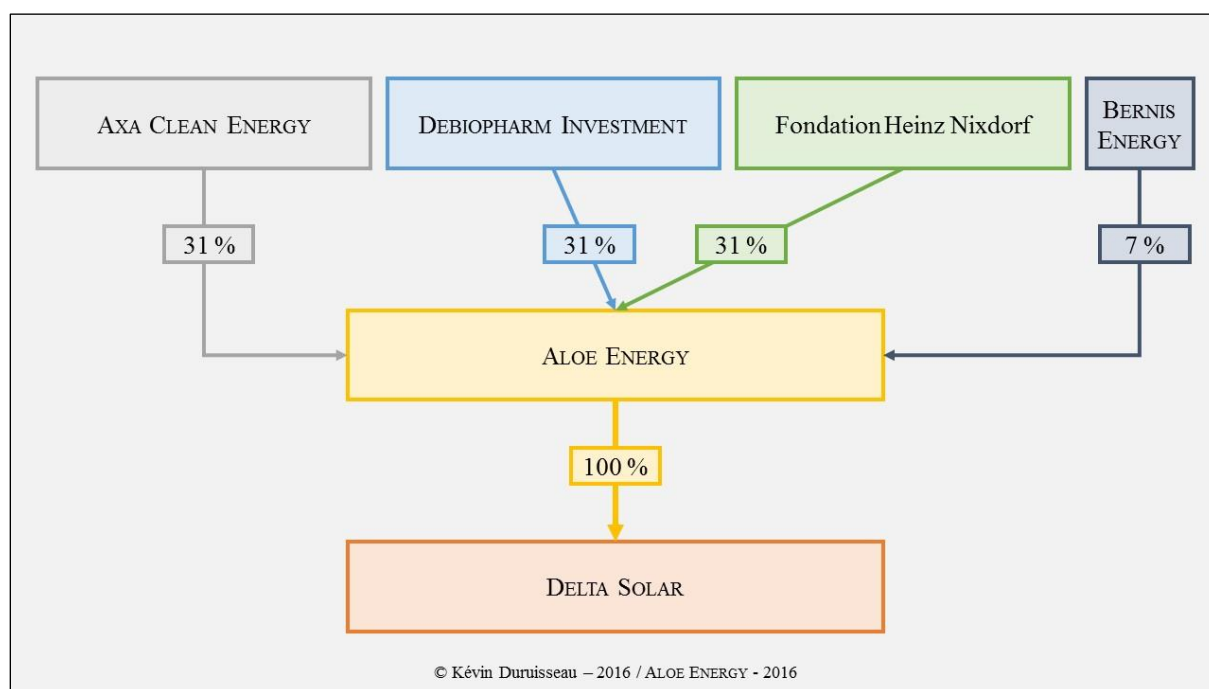 AXA CLEAN ENERGY
DEBIOPHARM INVESTMENT
Fondation Heinz Nixdorf
BERNIS
ENERGY
31 %
31 %
31 %
7 %
ALOE ENERGY
100 %
DELTA SOLAR
© Kévin Duruisseau – 2016 / ALOE ENERGY - 2016